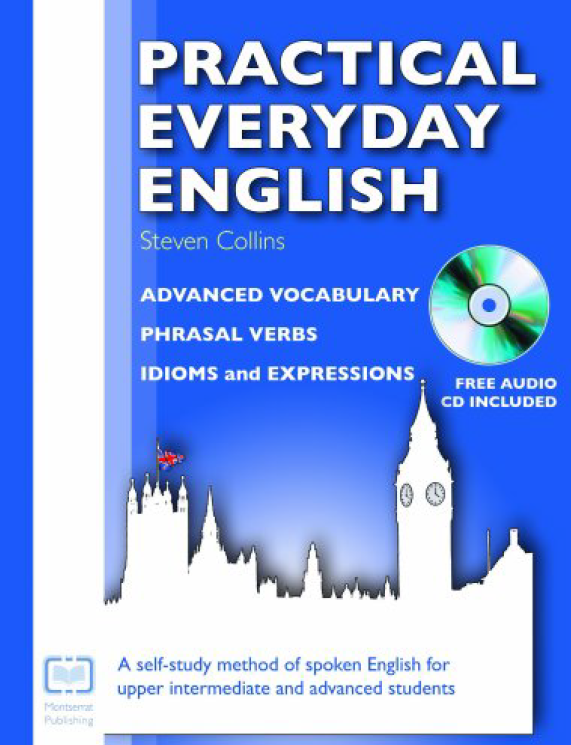 PRACTICAL
EVERYDAY
ENGLISH
Steven Collins
ADVANCED VOCABULARY
PHRASAL VERBS
IDIOMS and EXPRESSIONS
FREE AUDIO
CD INCLUDED
A self-study method of spoken English for
upper intermediate and advanced students
Montserrat
Publishing